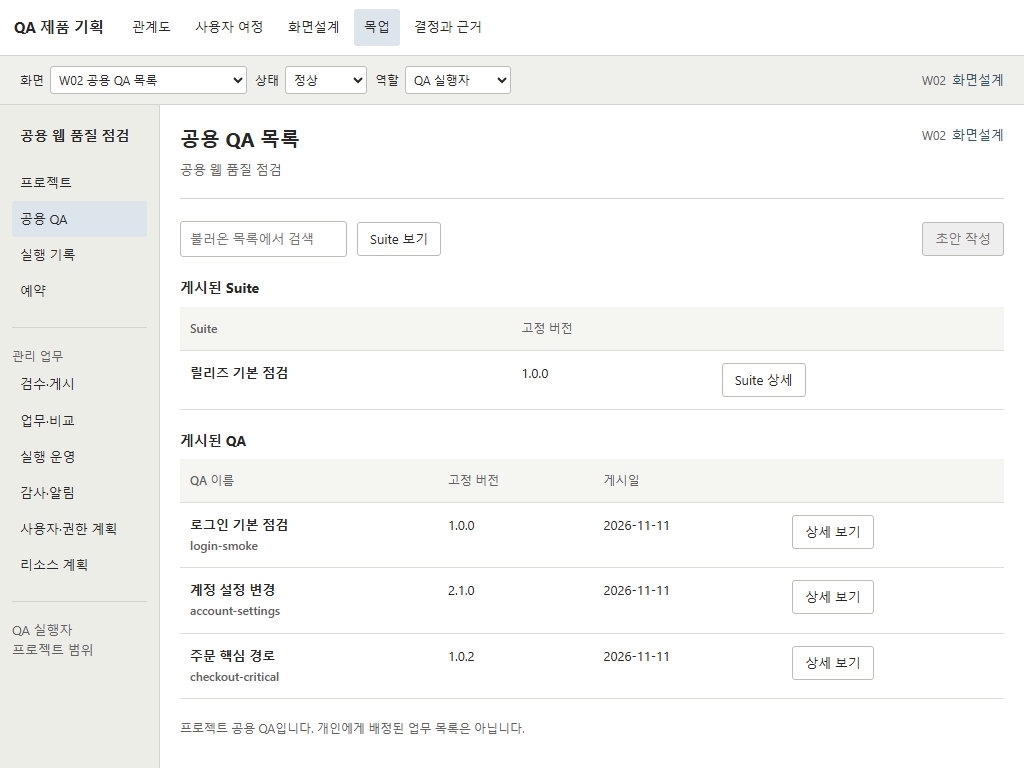 QA 제품 기획 관계도 사용자 여정 화면설계 목업 결정과 근거
화면 W02 공용 QA 목록 상태 정상 역할 QA 실행자 W02 화면설계
공용 웹 품질 점검
프로젝트
공용 QA
실행 기록
예약
관리 업무
검수·게시
업무·비교
실행 운영
감사·알림
사용자·권한 계획
리소스 계획
QA 실행자
프로젝트 범위
공용 QA 목록 W02 화면설계
공용 웹 품질 점검
불러온 목록에서 검색 Suite 보기 초안 작성
게시된 Suite
Suite 고정 버전
릴리즈 기본 점검 1.0.0 Suite 상세
게시된 QA
QA 이름 고정 버전 게시일
로그인 기본 점검 1.0.0 2026-11-11 상세 보기
login-smoke
계정 설정 변경 2.1.0 2026-11-11 상세 보기
account-settings
주문 핵심 경로 1.0.2 2026-11-11 상세 보기
checkout-critical
프로젝트 공용 QA입니다. 개인에게 배정된 업무 목록은 아닙니다.